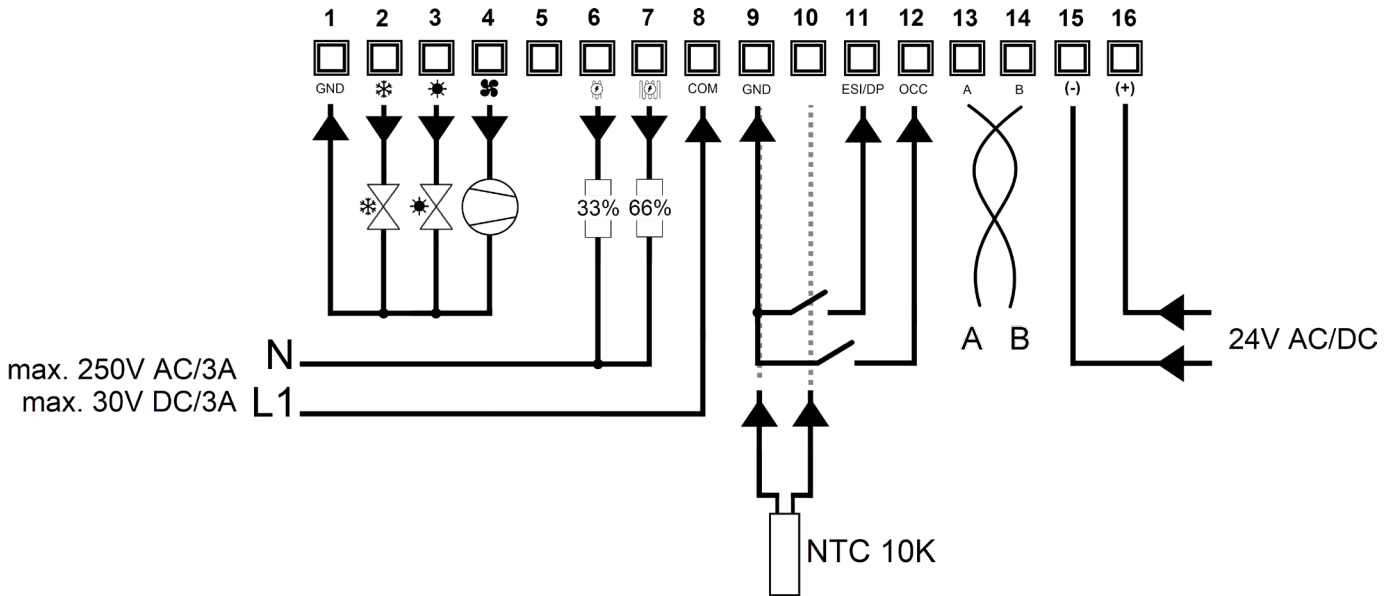 1 2 3 4 5 6 7 8 9 10 11 12 13 14 15 16
GND COM GND ESI/DP OCC A B (-) (+)
33% 66%
A B
24V AC/DC
N
max. 250V AC/3A
max. 30V DC/3A L1
NTC 10K